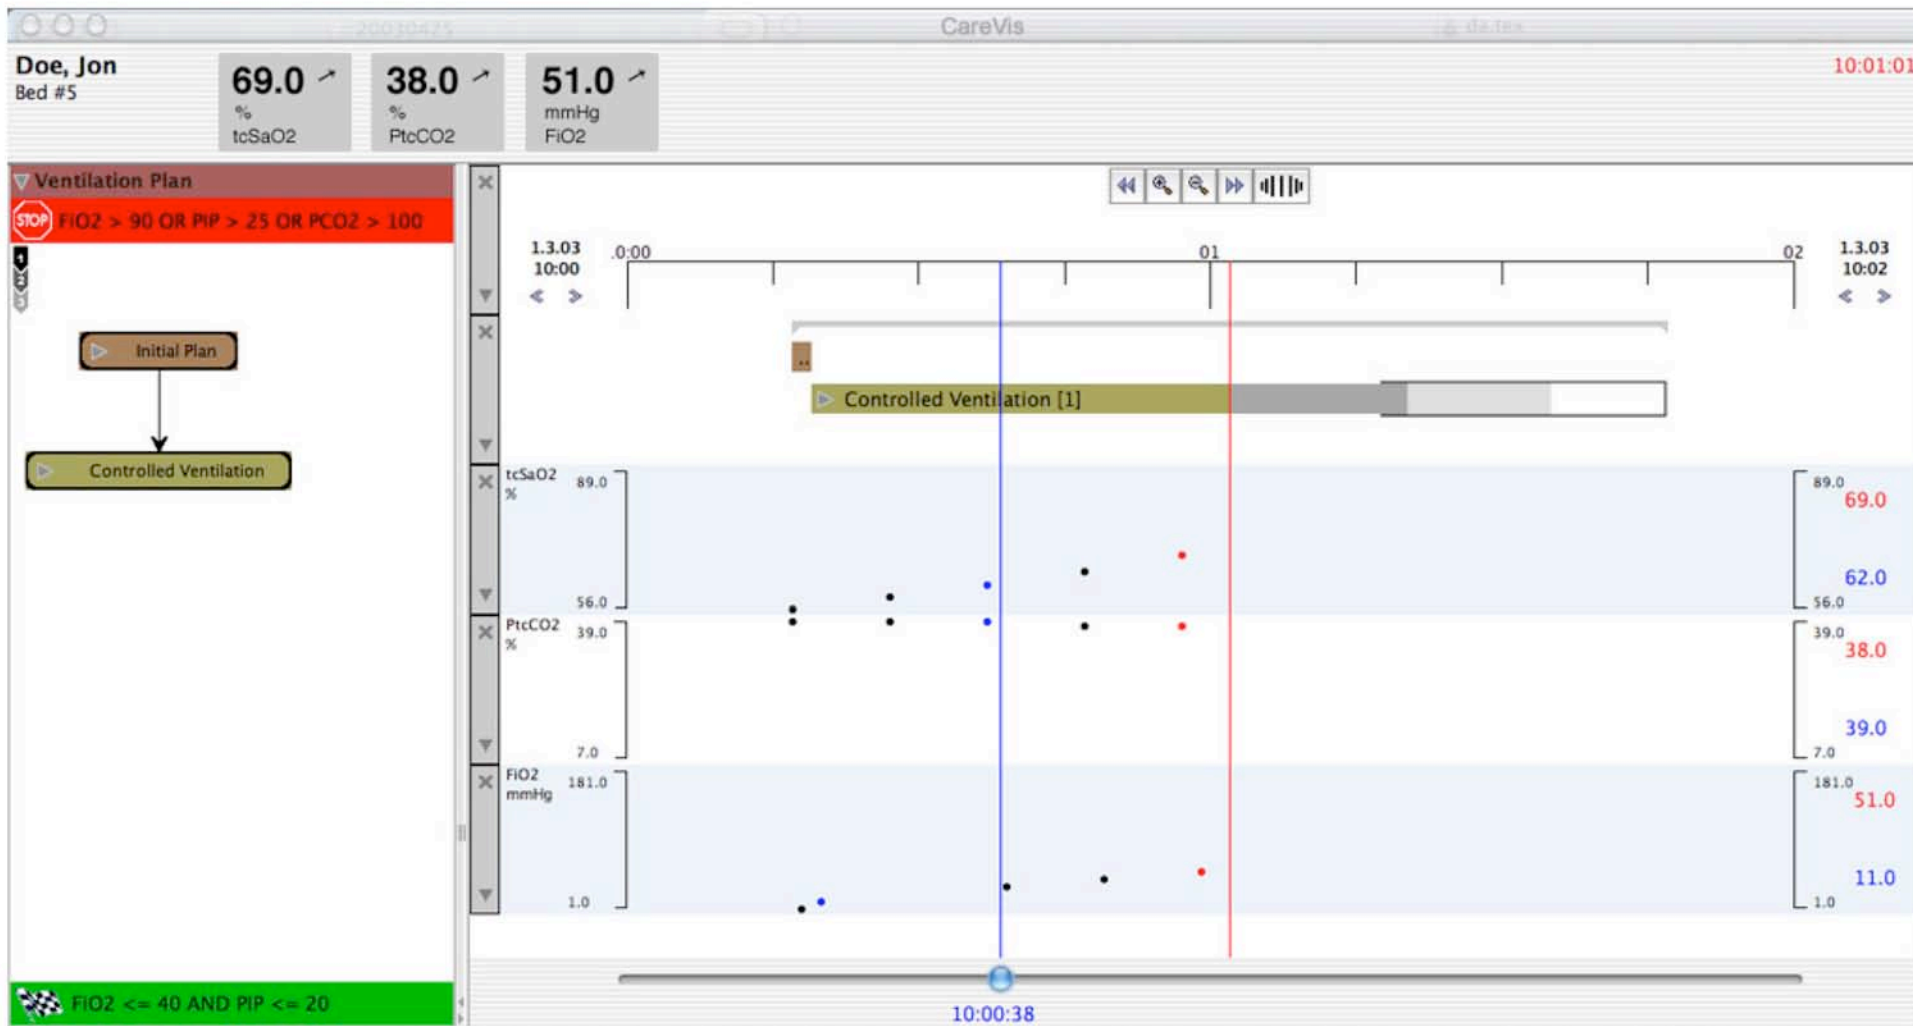 CareVis
Doe, Jon
Bed #5
69.0
%
tcSaO2
38.0
%
PtcCO2
51.0
mmHg
FiO2
10:01:01
Ventilation Plan
STOP FiO2 > 90 OR PIP > 25 OR PCO2 > 100
1
2
3
Initial Plan
Controlled Ventilation
FiO2 <= 40 AND PIP <= 20
1.3.03
10:00
.0:00
01
02
1.3.03
10:02
..
Controlled Ventilation [1]
tcSaO2
%
89.0
56.0
89.0
69.0
62.0
56.0
PtcCO2
%
39.0
7.0
39.0
38.0
39.0
7.0
FiO2
mmHg
181.0
1.0
181.0
51.0
11.0
1.0
10:00:38